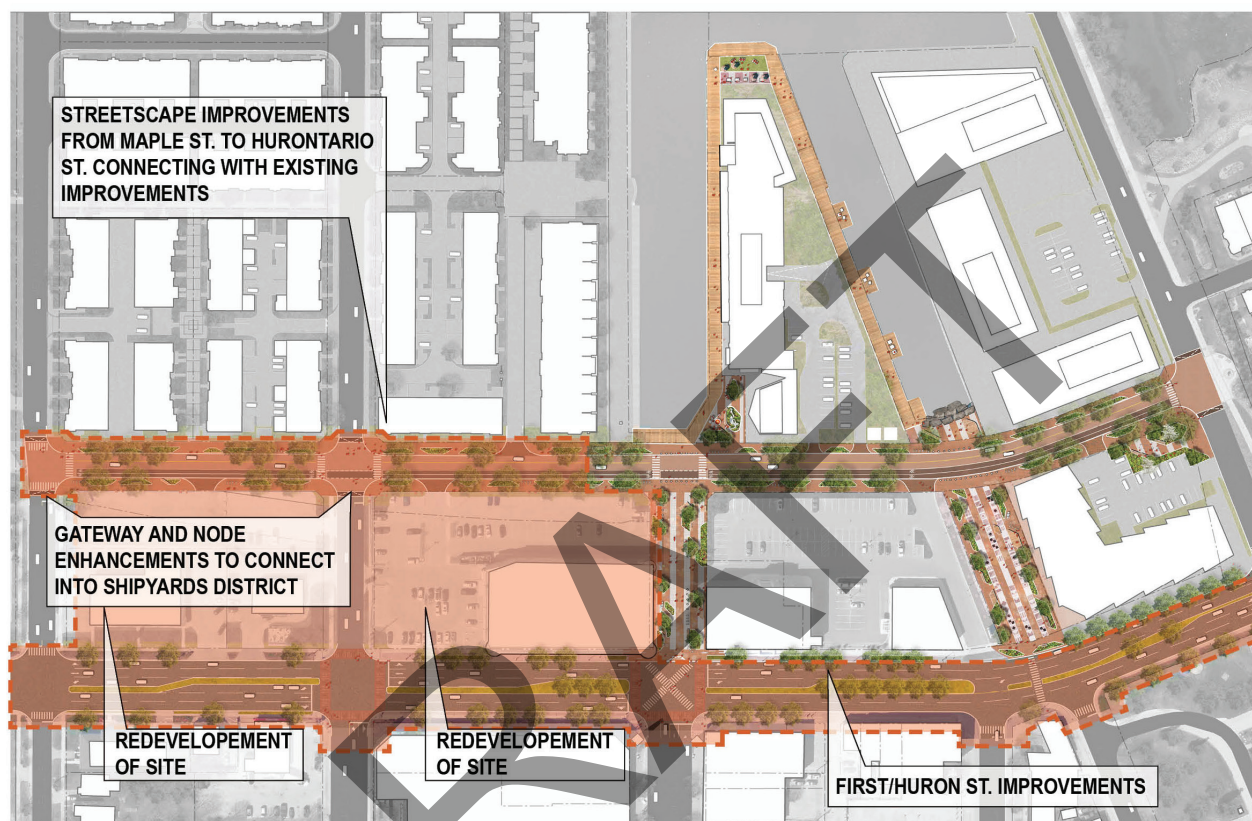 STREETSCAPE IMPROVEMENTS
FROM MAPLE ST. TO HURONTARIO
ST. CONNECTING WITH EXISTING
IMPROVEMENTS
GATEWAY AND NODE
ENHANCEMENTS TO CONNECT
INTO SHIPYARDS DISTRICT
REDEVELOPEMENT
OF SITE
REDEVELOPEMENT
OF SITE
FIRST/HURON ST. IMPROVEMENTS
DRAFT